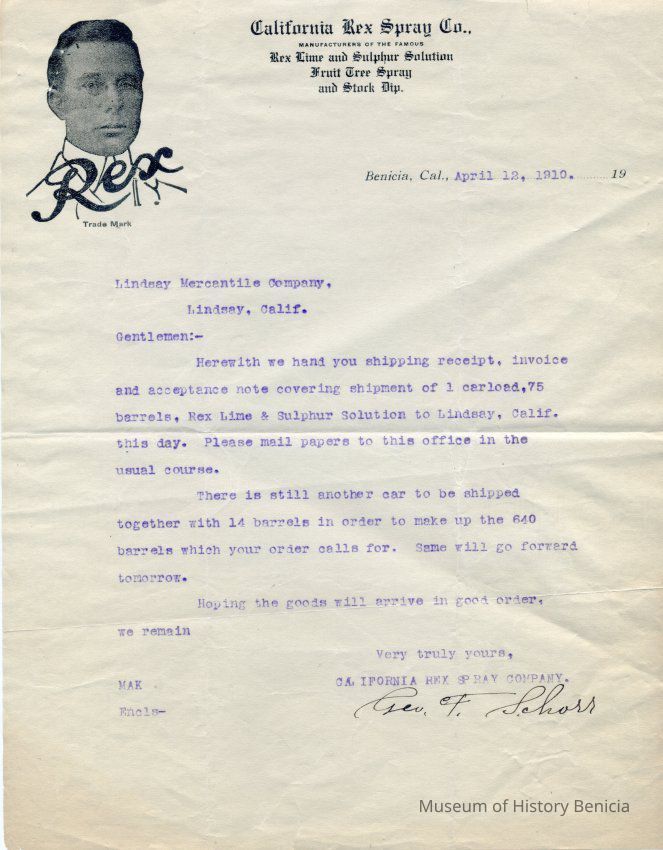 California Rex Spray Co.,
MANUFACTURERS OF THE FAMOUS
Rex Lime and Sulphur Solution
Fruit Tree Spray
and Stock Dip.
Rex
Trade Mark
Benicia, Cal., April 12, 1910. 19
Lindsay Mercantile Company,
Lindsay, Calif.
Gentlemen:-
Herewith we hand you shipping receipt, invoice
and acceptance note covering shipment of 1 carload,75
barrels, Rex Lime & Sulphur Solution to Lindsay, Calif.
this day. Please mail papers to this office in the
usual course.
There is still another car to be shipped
together with 14 barrels in order to make up the 640
barrels which your order calls for. Same will go forward
tomorrow.
Hoping the goods will arrive in good order,
we remain
Very truly yours,
CALIFORNIA REX SPRAY COMPANY.
MAK
Geo. F. Schorr
Encls-
Museum of History Benicia